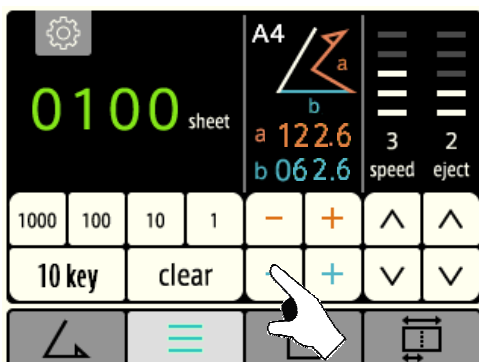 A4
a
b
0100 sheet
a 122.6
b 062.6
3 2
speed eject
1000 100 10 1 - +
10 key clear - +